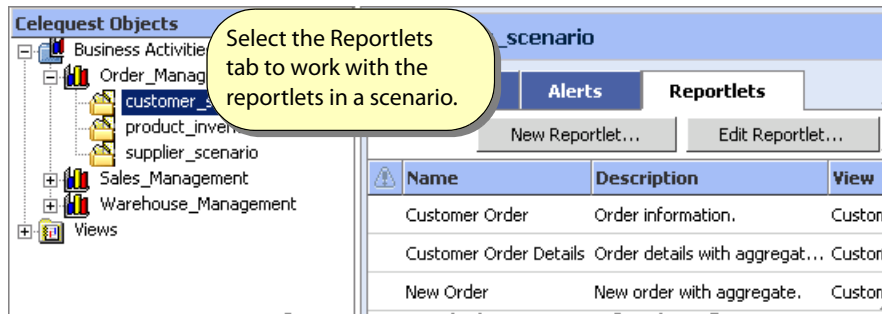 Celequest Objects
Business Activitie
Order_Manag
customer_s
product_inven
supplier_scenario
Sales_Management
Warehouse_Management
Views
Select the Reportlets
tab to work with the
reportlets in a scenario.
_scenario
Alerts
Reportlets
New Reportlet...
Edit Reportlet...
Name Description View
Customer Order Order information. Custom
Customer Order Details Order details with aggregat... Custom
New Order New order with aggregate. Custom